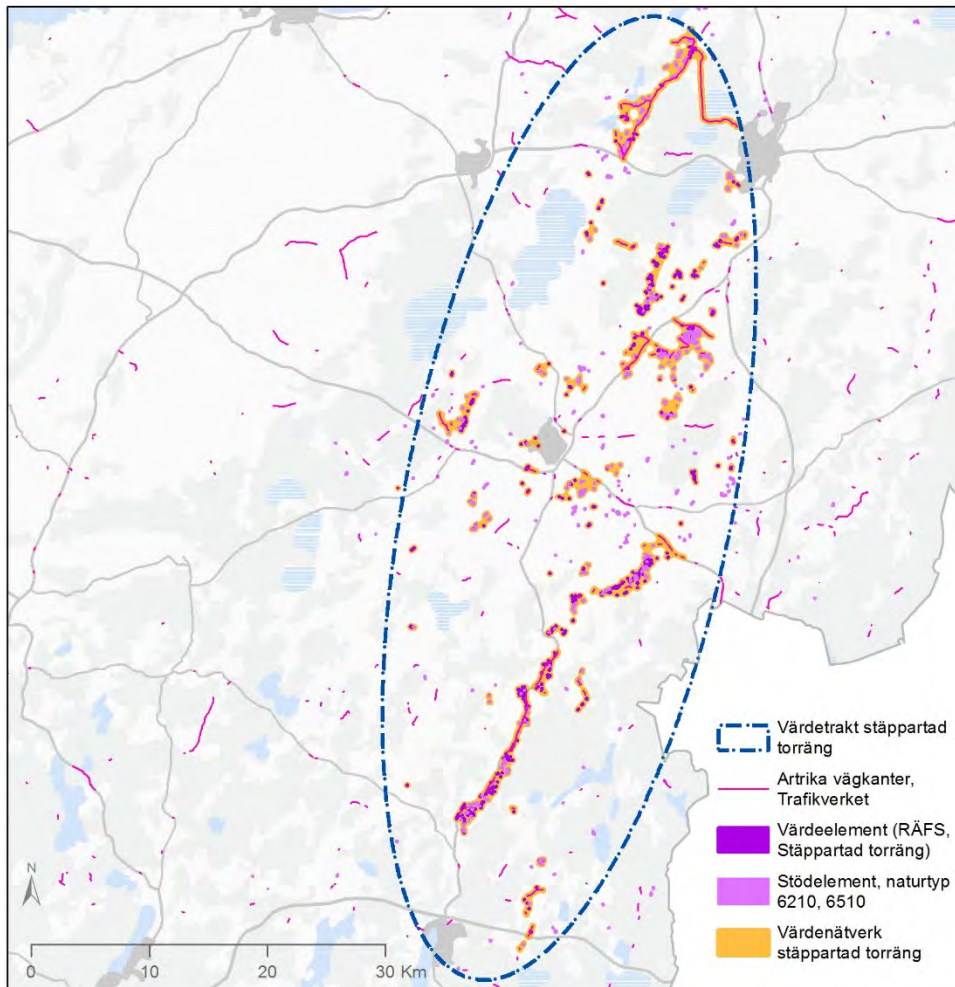 Värdetrakt stäppartad
torräng
Artrika vägkanter,
Trafikverket
Värdeelement (RÄFS,
Stäppartad torräng)
Stödelement, naturtyp
6210, 6510
Värdenätverk
stäppartad torräng
N
0 10 20 30 Km